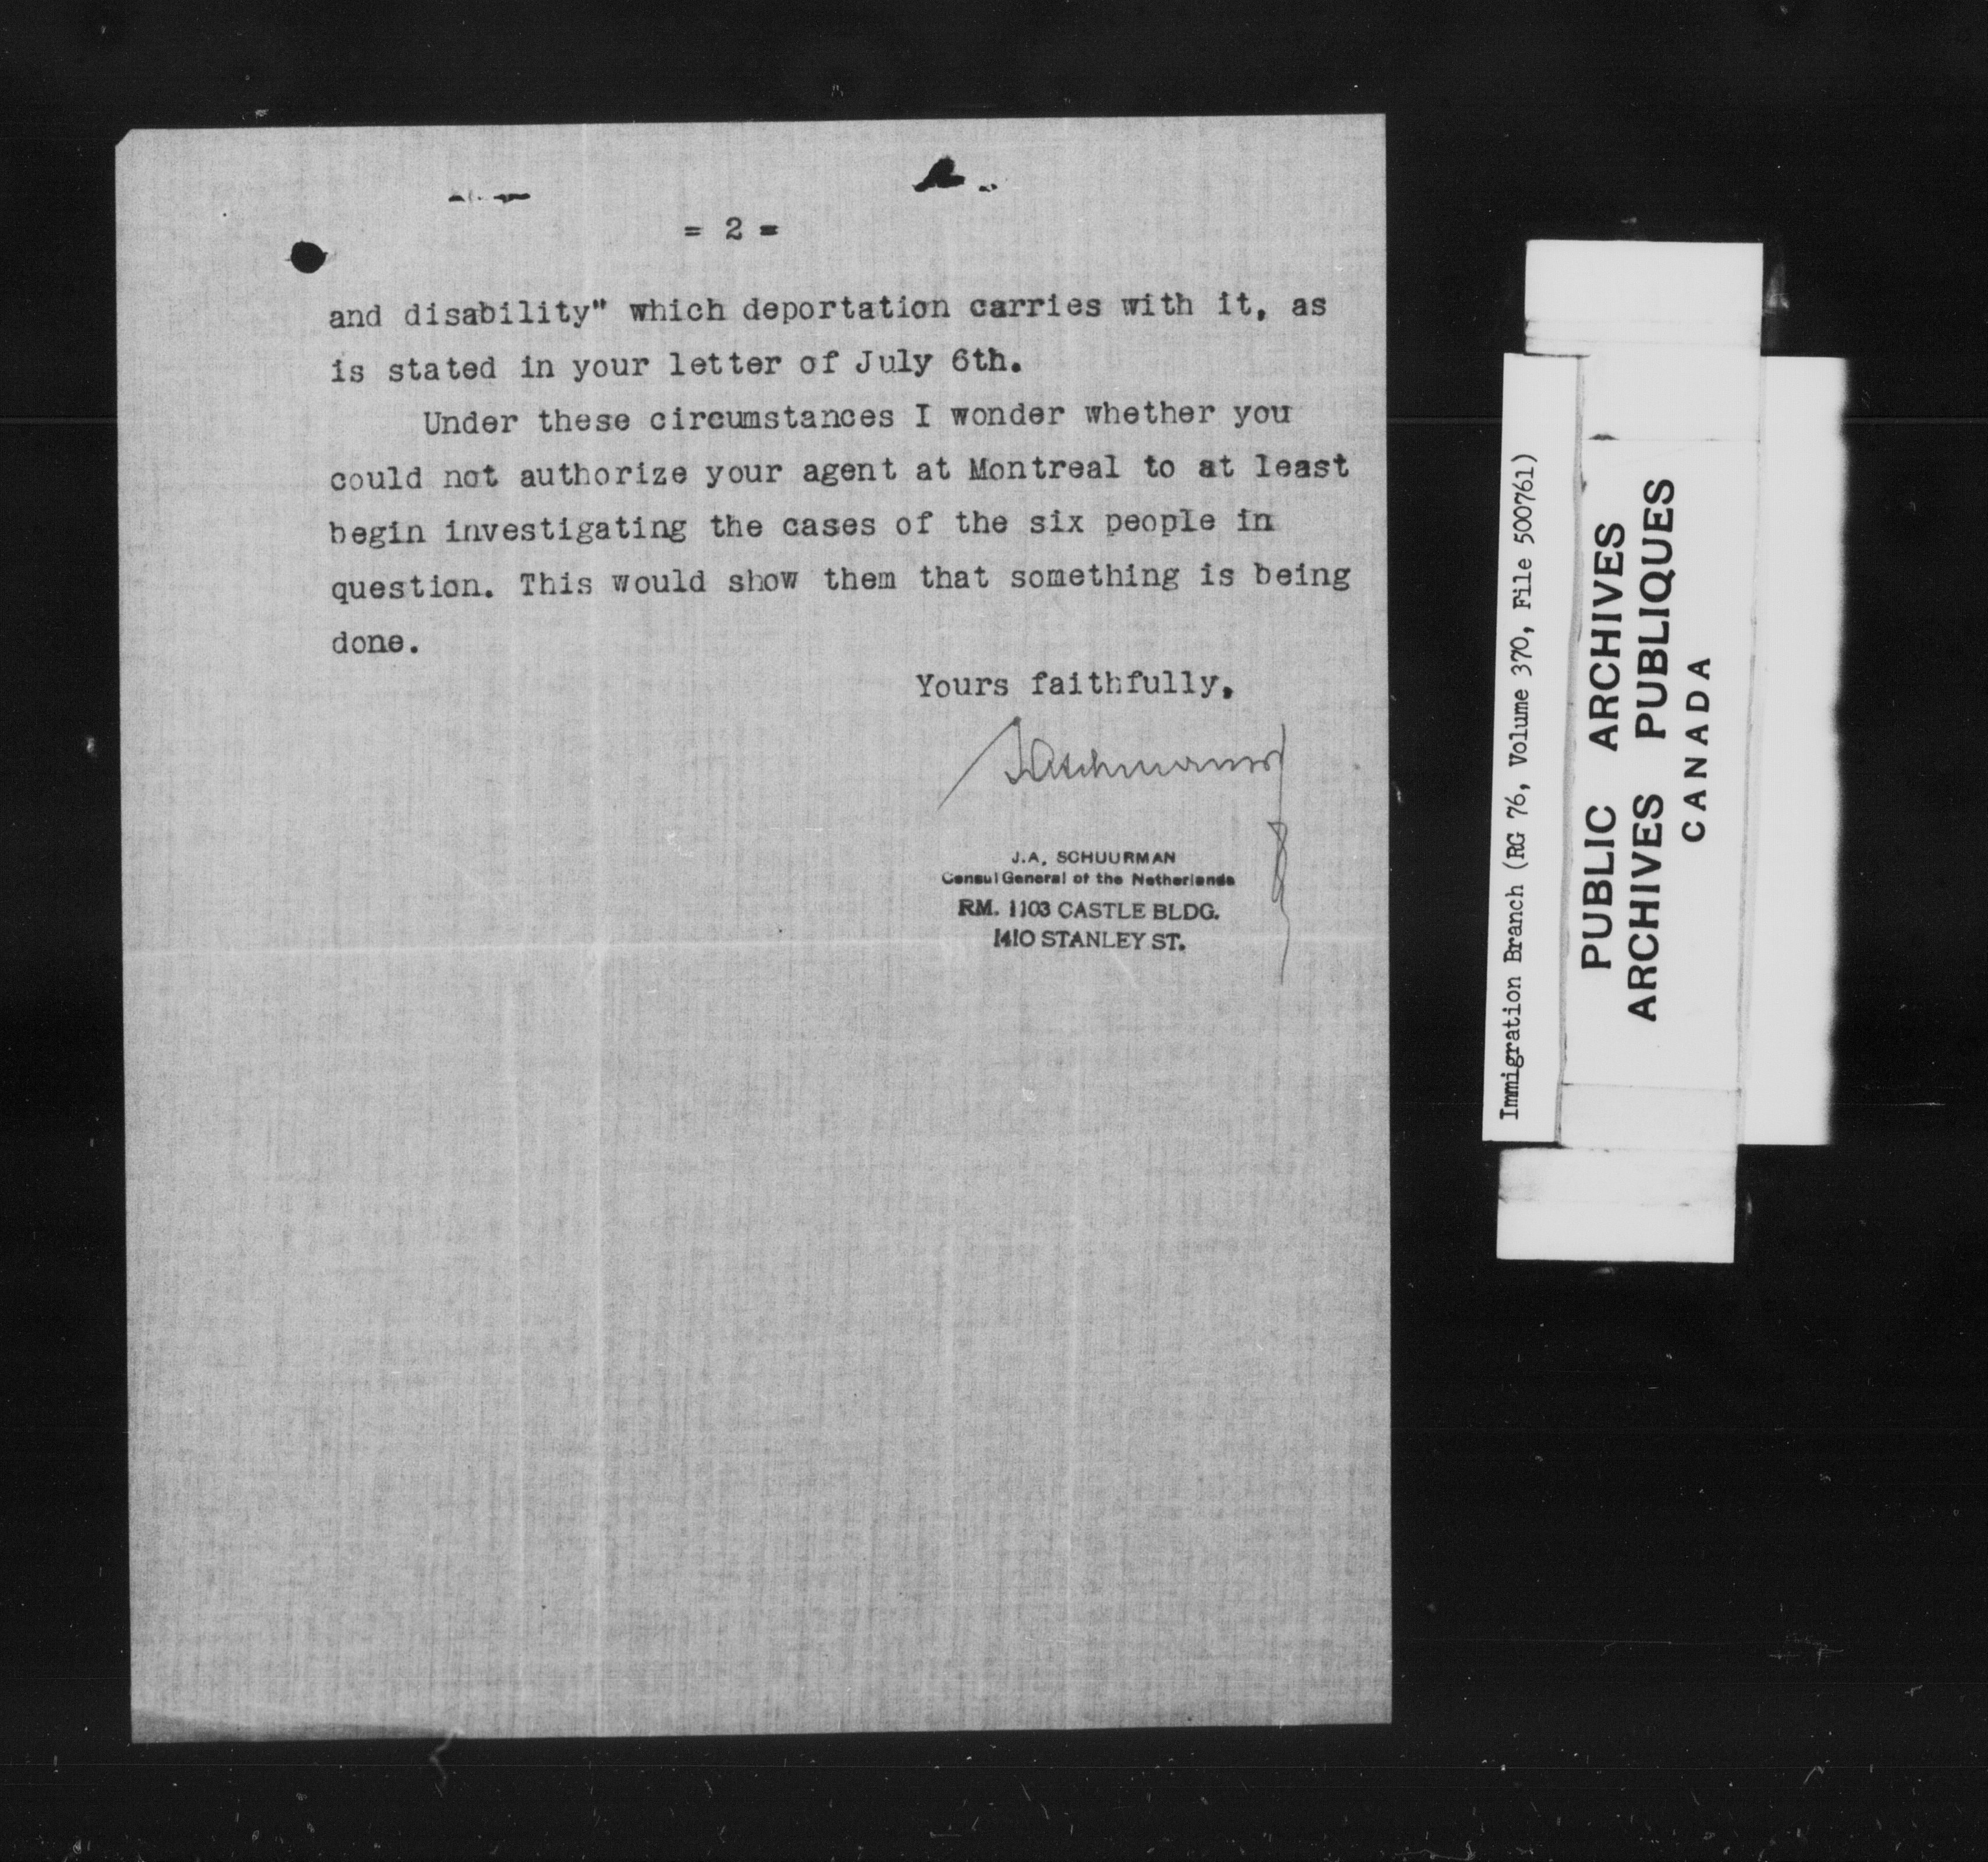 = 2 =
and disability" which deportation carries with it, as
is stated in your letter of July 6th.
Under these circumstances I wonder whether you
could not authorize your agent at Montreal to at least
begin investigating the cases of the six people in
question. This would show them that something is being
done.
Yours faithfully,
J.A. SCHUURMAN
Consul General of the Netherlands
RM. 1103 CASTLE BLDG.
1410 STANLEY ST.
Immigration Branch (RG 76, Volume 370, File 500761)
PUBLIC ARCHIVES
ARCHIVES PUBLIQUES
CANADA